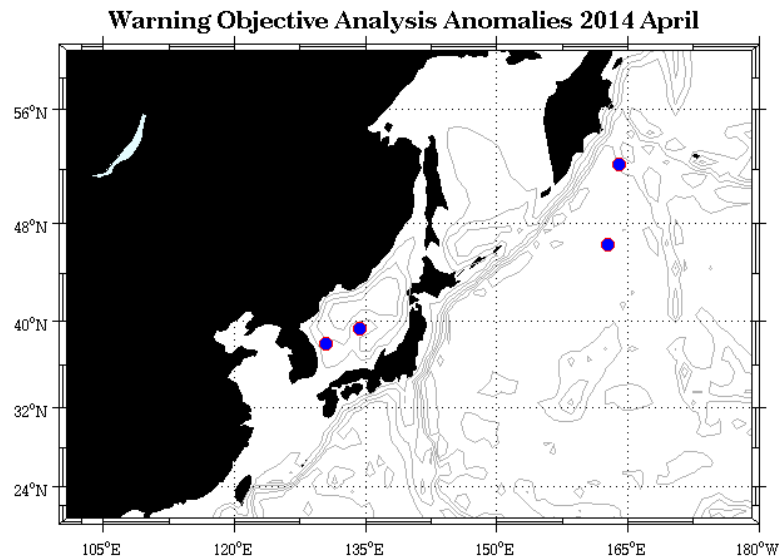 Warning Objective Analysis Anomalies 2014 April
56°N
48°N
40°N
32°N
24°N
105°E
120°E
135°E
150°E
165°E
180°W